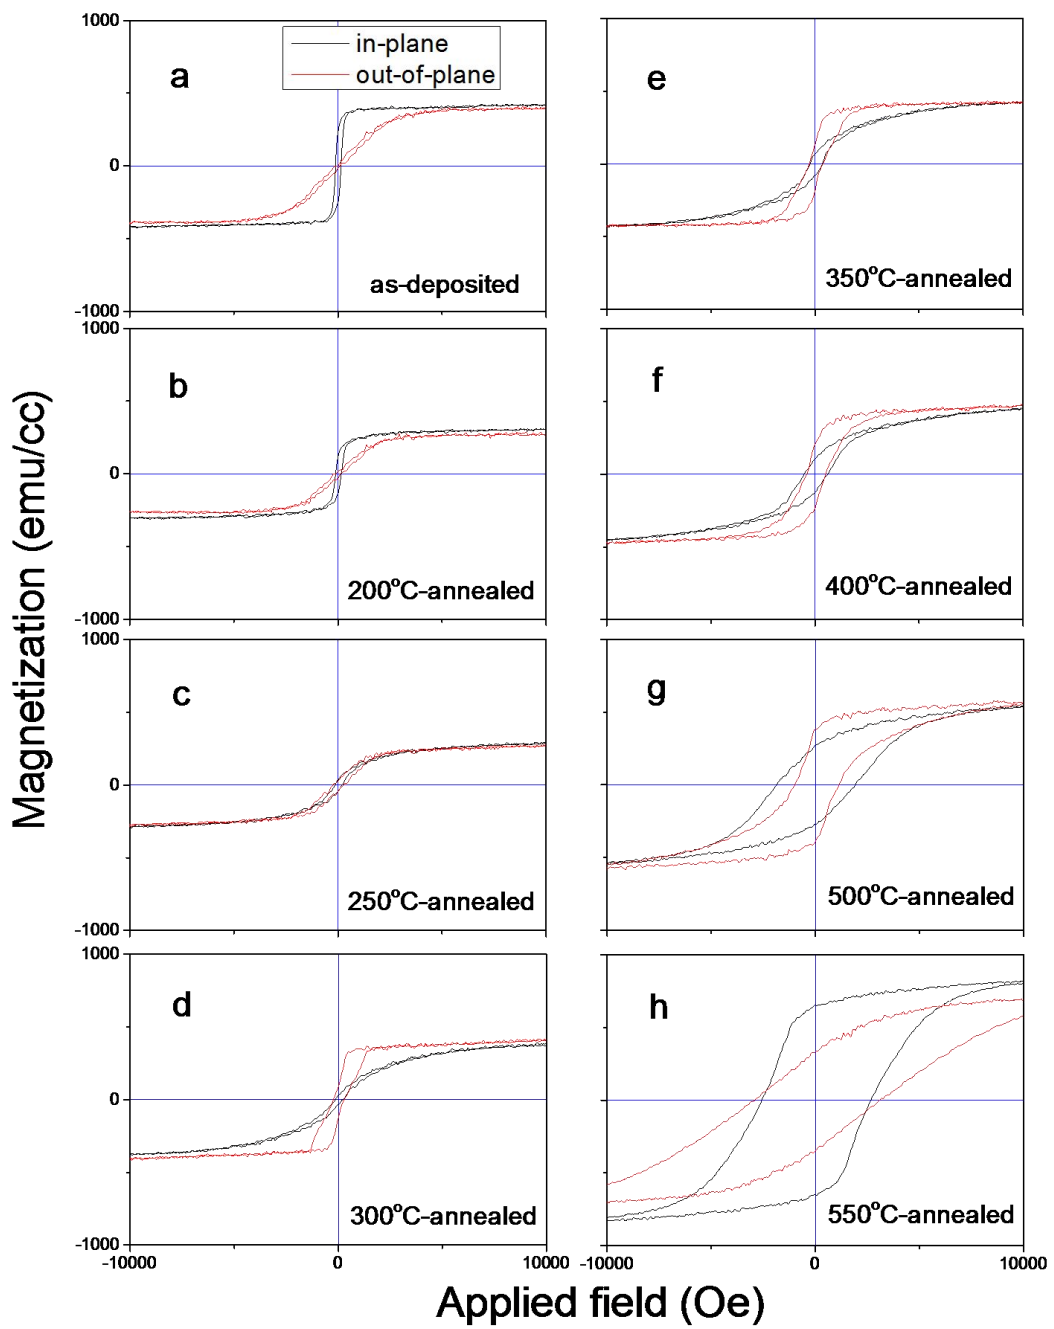 1000
in-plane
out-of-plane
a
0
as-deposited
-1000
e
350°C-annealed
1000
b
0
200°C-annealed
-1000
f
400°C-annealed
1000
c
0
250°C-annealed
-1000
g
500°C-annealed
1000
d
0
300°C-annealed
-1000
-10000 0 10000
h
550°C-annealed
-10000 0 10000
Magnetization (emu/cc)
Applied field (Oe)